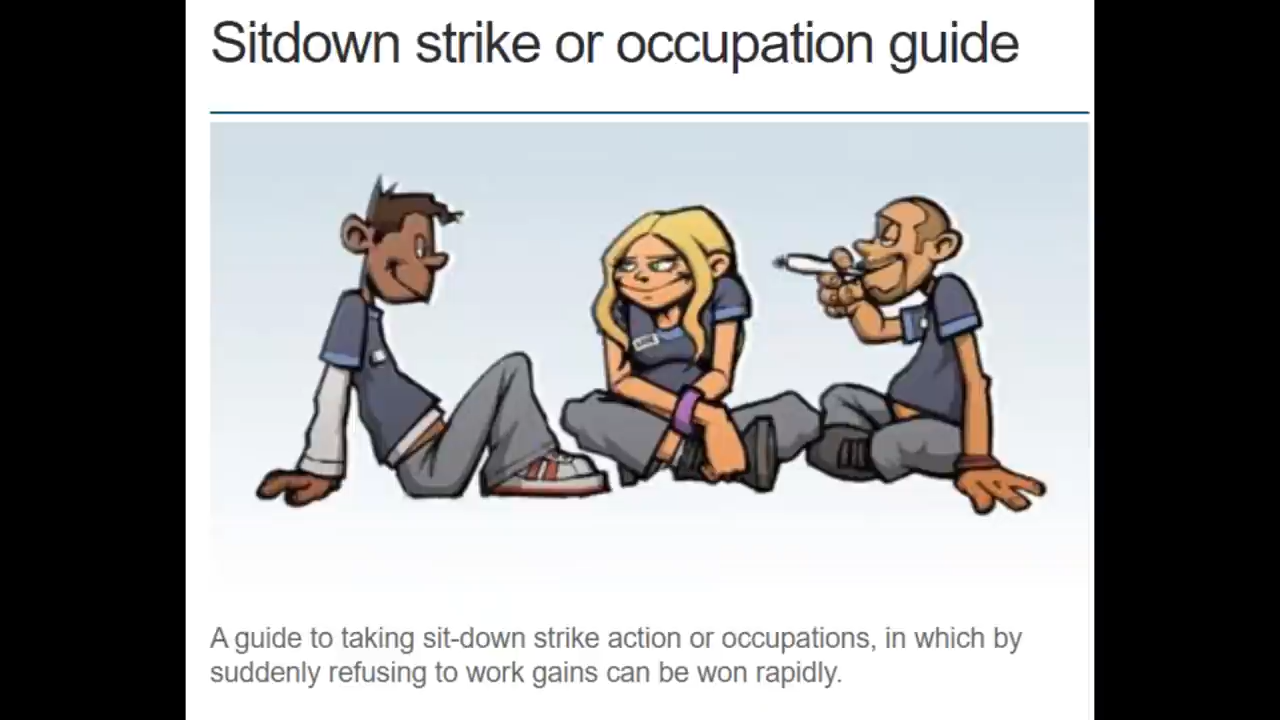 Sitdown strike or occupation guide
A guide to taking sit-down strike action or occupations, in which by
suddenly refusing to work gains can be won rapidly.